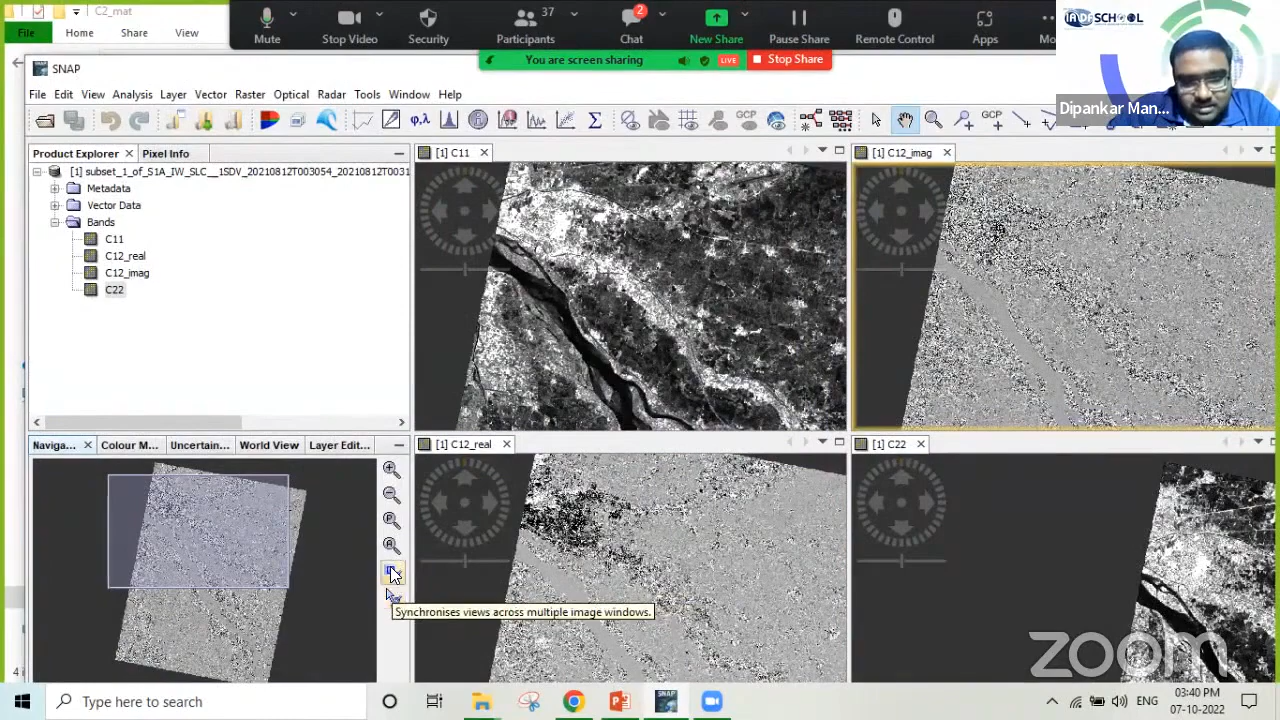 C2_mat
File Home Share View
Mute Stop Video Security Participants 37 Chat 2 New Share Pause Share Remote Control Apps
You are screen sharing LIVE Stop Share
SCHOOL
Dipankar Man...
SNAP
File Edit View Analysis Layer Vector Raster Optical Radar Tools Window Help
φ,λ Σ GCP GCP
Product Explorer Pixel Info
[1] C11
[1] C12_imag
[1] subset_1_of_S1A_IW_SLC__1SDV_20210812T003054_20210812T0031
Metadata
Vector Data
Bands
C11
C12_real
C12_imag
C22
Naviga... Colour M... Uncertain... World View Layer Edit...
[1] C12_real
[1] C22
Synchronises views across multiple image windows.
zoom
Type here to search
SNAP
ENG
03:40 PM
07-10-2022